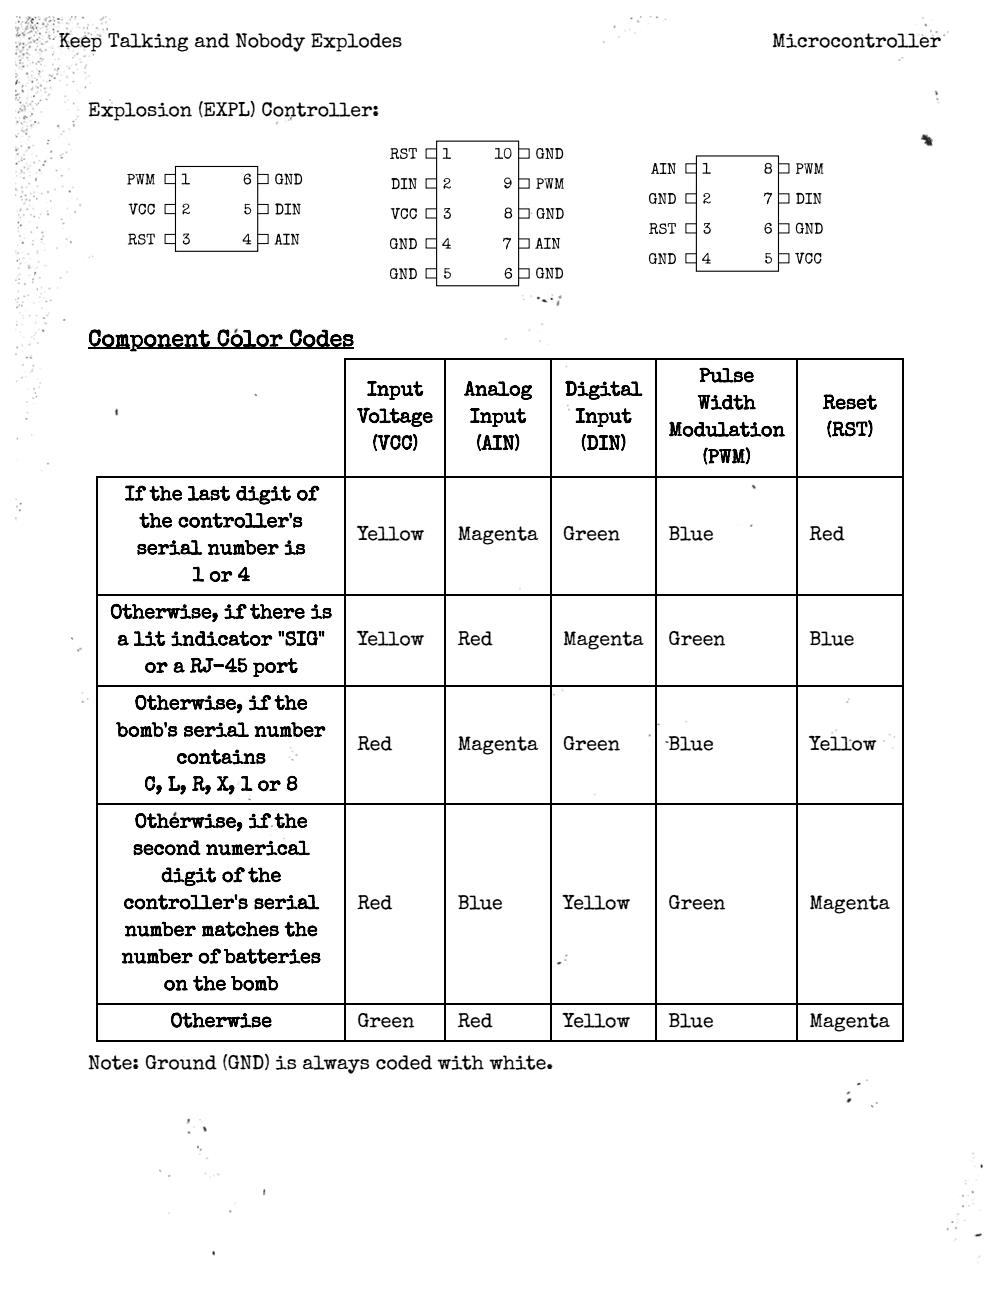 Keep Talking and Nobody Explodes Microcontroller
Explosion (EXPL) Controller:
PWM 1 6 GND
VCC 2 5 DIN
RST 3 4 AIN
RST 1 10 GND
DIN 2 9 PWM
VCC 3 8 GND
GND 4 7 AIN
GND 5 6 GND
AIN 1 8 PWM
GND 2 7 DIN
RST 3 6 GND
GND 4 5 VCC
Component Color Codes
Input
Voltage
(VCC)
Analog
Input
(AIN)
Digital
Input
(DIN)
Pulse
Width
Modulation
(PWM)
Reset
(RST)
If the last digit of
the controller's
serial number is
1 or 4
Yellow Magenta Green Blue Red
Otherwise, if there is
a lit indicator "SIG"
or a RJ-45 port
Yellow Red Magenta Green Blue
Otherwise, if the
bomb's serial number
contains
C, L, R, X, 1 or 8
Red Magenta Green Blue Yellow
Otherwise, if the
second numerical
digit of the
controller's serial
number matches the
number of batteries
on the bomb
Red Blue Yellow Green Magenta
Otherwise Green Red Yellow Blue Magenta
Note: Ground (GND) is always coded with white.